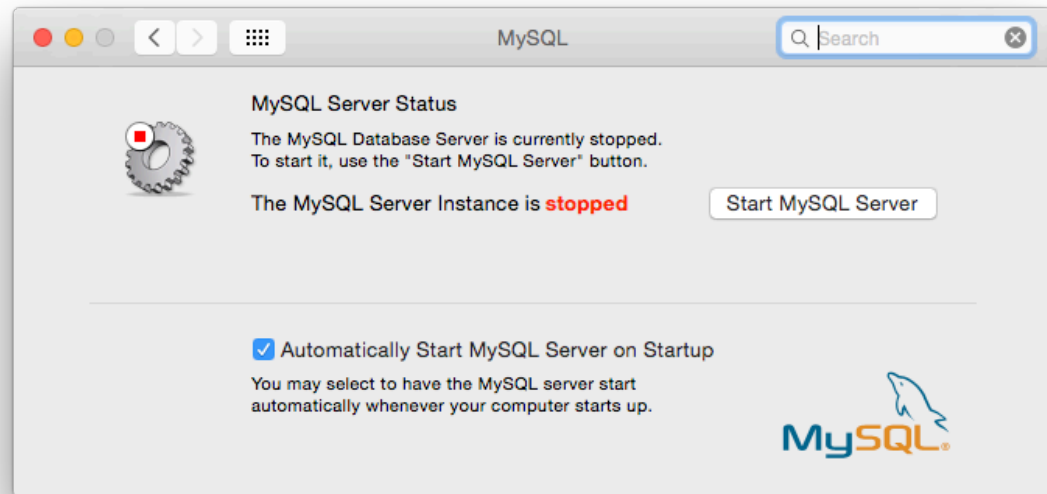 MySQL
Search
MySQL Server Status
The MySQL Database Server is currently stopped.
To start it, use the "Start MySQL Server" button.
The MySQL Server Instance is stopped
Start MySQL Server
Automatically Start MySQL Server on Startup
You may select to have the MySQL server start
automatically whenever your computer starts up.
MySQL®